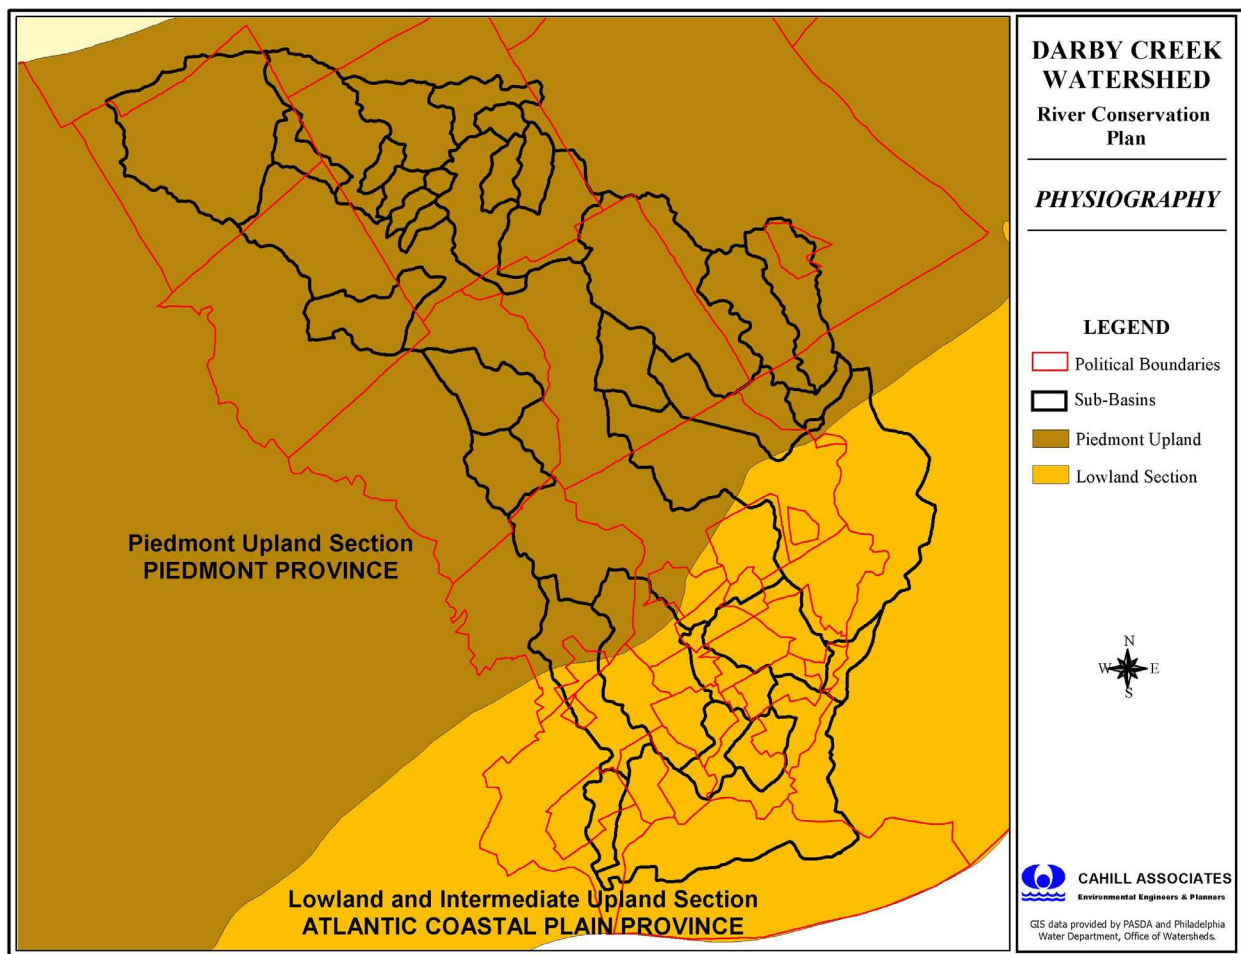 DARBY CREEK
WATERSHED
River Conservation
Plan
PHYSIOGRAPHY
LEGEND
Political Boundaries
Sub-Basins
Piedmont Upland
Lowland Section
Piedmont Upland Section
PIEDMONT PROVINCE
N
W E
S
Lowland and Intermediate Upland Section
ATLANTIC COASTAL PLAIN PROVINCE
CAHILL ASSOCIATES
Environmental Engineers & Planners
GIS data provided by PASDA and Philadelphia
Water Department, Office of Watersheds.